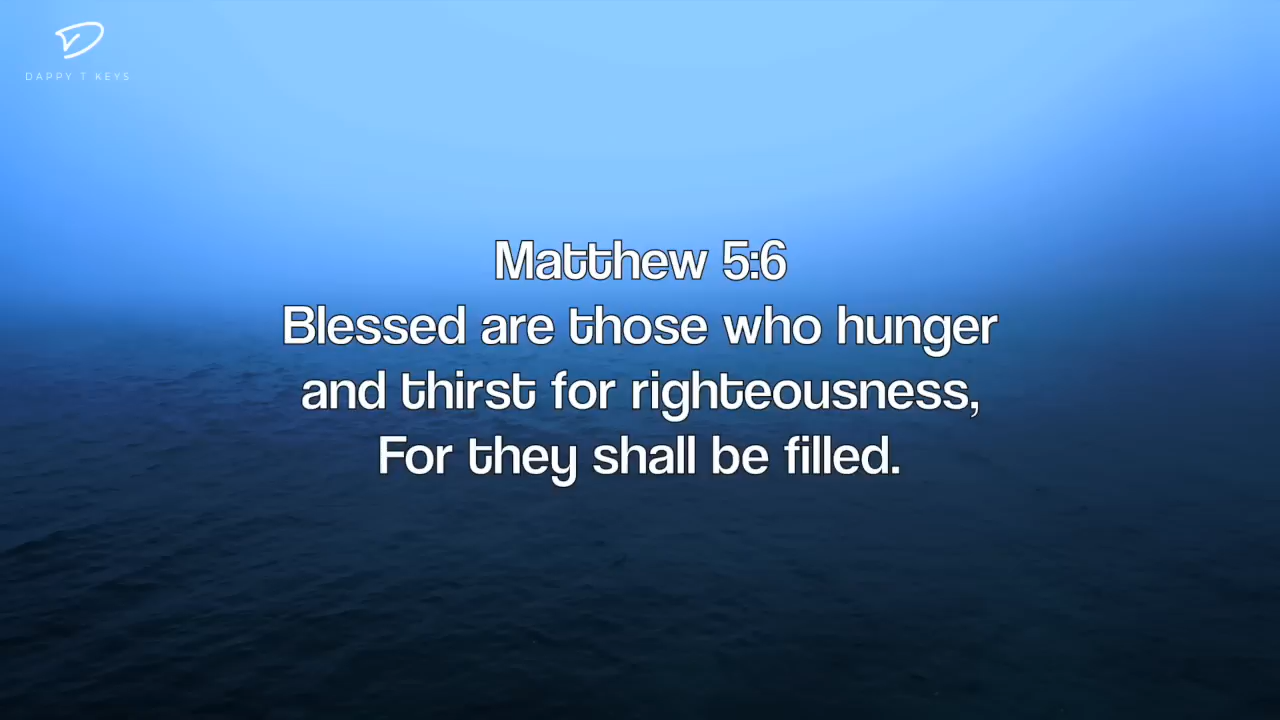 DAPPY T KEYS
Matthew 5:6
Blessed are those who hunger
and thirst for righteousness,
For they shall be filled.